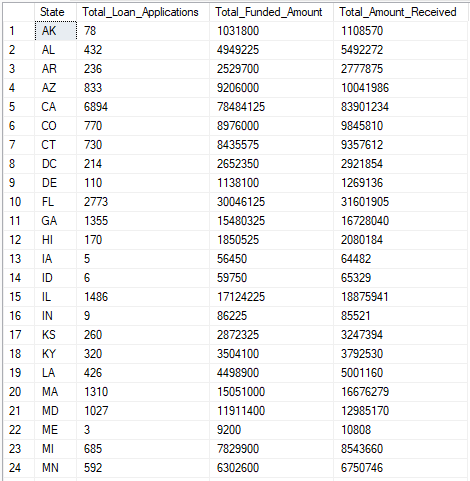 State Total_Loan_Applications Total_Funded_Amount Total_Amount_Received
1 AK 78 1031800 1108570
2 AL 432 4949225 5492272
3 AR 236 2529700 2777875
4 AZ 833 9206000 10041986
5 CA 6894 78484125 83901234
6 CO 770 8976000 9845810
7 CT 730 8435575 9357612
8 DC 214 2652350 2921854
9 DE 110 1138100 1269136
10 FL 2773 30046125 31601905
11 GA 1355 15480325 16728040
12 HI 170 1850525 2080184
13 IA 5 56450 64482
14 ID 6 59750 65329
15 IL 1486 17124225 18875941
16 IN 9 86225 85521
17 KS 260 2872325 3247394
18 KY 320 3504100 3792530
19 LA 426 4498900 5001160
20 MA 1310 15051000 16676279
21 MD 1027 11911400 12985170
22 ME 3 9200 10808
23 MI 685 7829900 8543660
24 MN 592 6302600 6750746